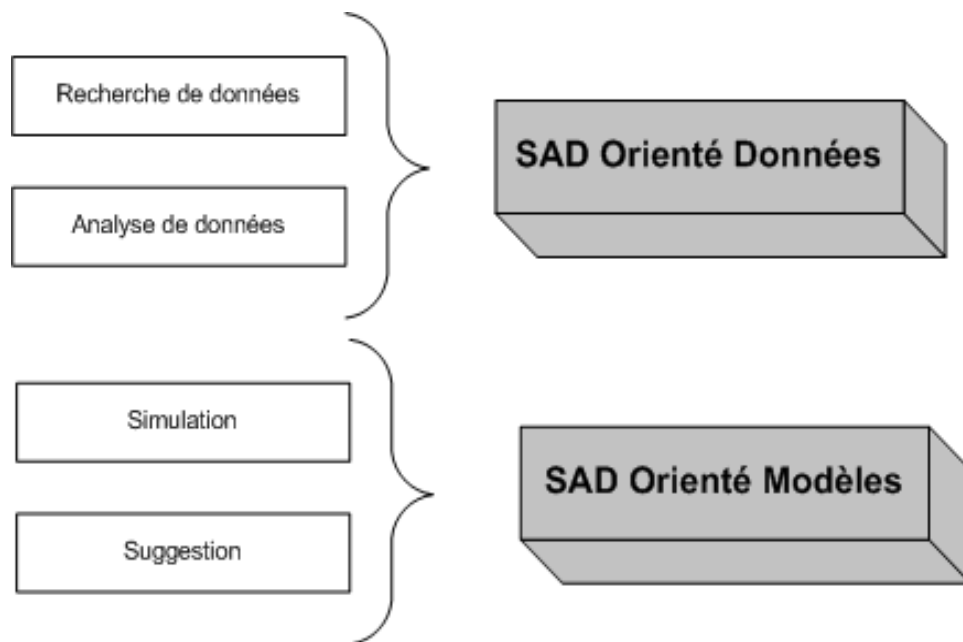 Recherche de données
Analyse de données
SAD Orienté Données
Simulation
Suggestion
SAD Orienté Modèles